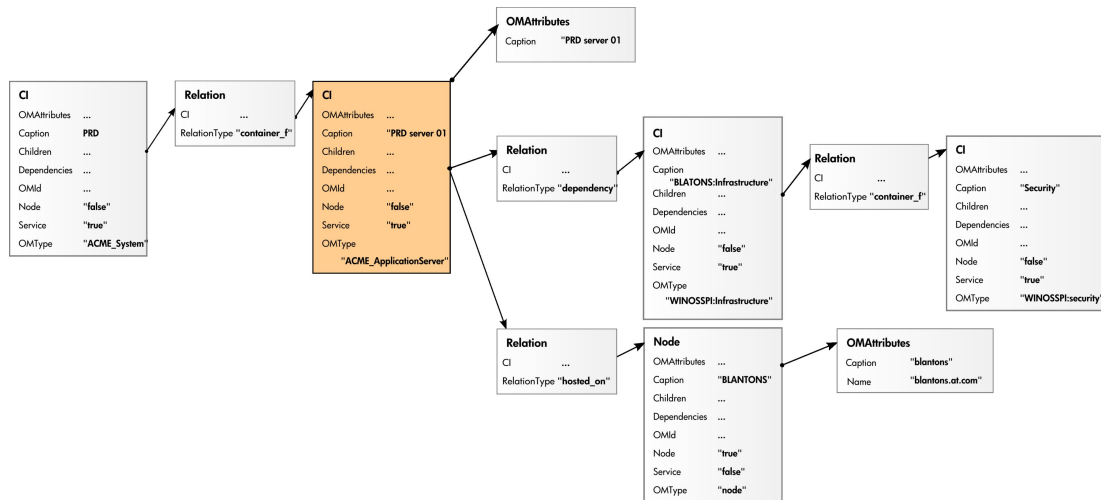 OMAttributes
Caption "PRD server 01
CI
OMAttributes ...
Caption PRD
Children ...
Dependencies ...
OMId ...
Node "false"
Service "true"
OMType "ACME_System"
Relation
CI ...
RelationType "container_f"
CI
OMAttributes ...
Caption "PRD server 01
Children ...
Dependencies ...
OMId ...
Node "false"
Service "true"
OMType
"ACME_ApplicationServer"
Relation
CI ...
RelationType "dependency"
CI
OMAttributes ...
Caption
"BLATONS:Infrastructure"
Children ...
Dependencies ...
OMId ...
Node "false"
Service "true"
OMType
"WINOSSPI:Infrastructure"
Relation
CI ...
RelationType "container_f"
CI
OMAttributes ...
Caption "Security"
Children ...
Dependencies ...
OMId ...
Node "false"
Service "true"
OMType "WINOSSPI:security"
Relation
CI ...
RelationType "hosted_on"
Node
OMAttributes ...
Caption "BLANTONS"
Children ...
Dependencies ...
OMId ...
Node "true"
Service "false"
OMType "node"
OMAttributes
Caption "blantons"
Name "blantons.at.com"